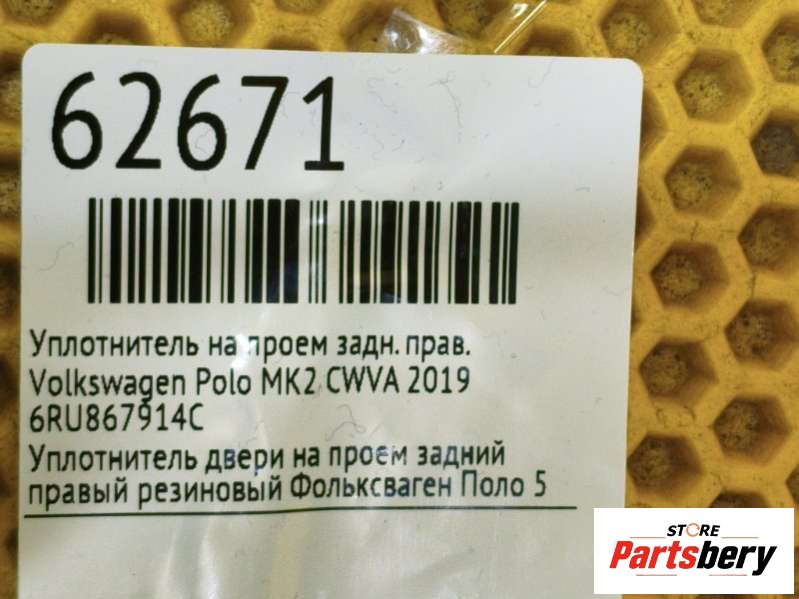 62671
Уплотнитель на проем задн. прав.
Volkswagen Polo MK2 CWVA 2019
6RU867914C
Уплотнитель двери на проем задний
правый резиновый Фольксваген Поло 5
STORE
Partsbery